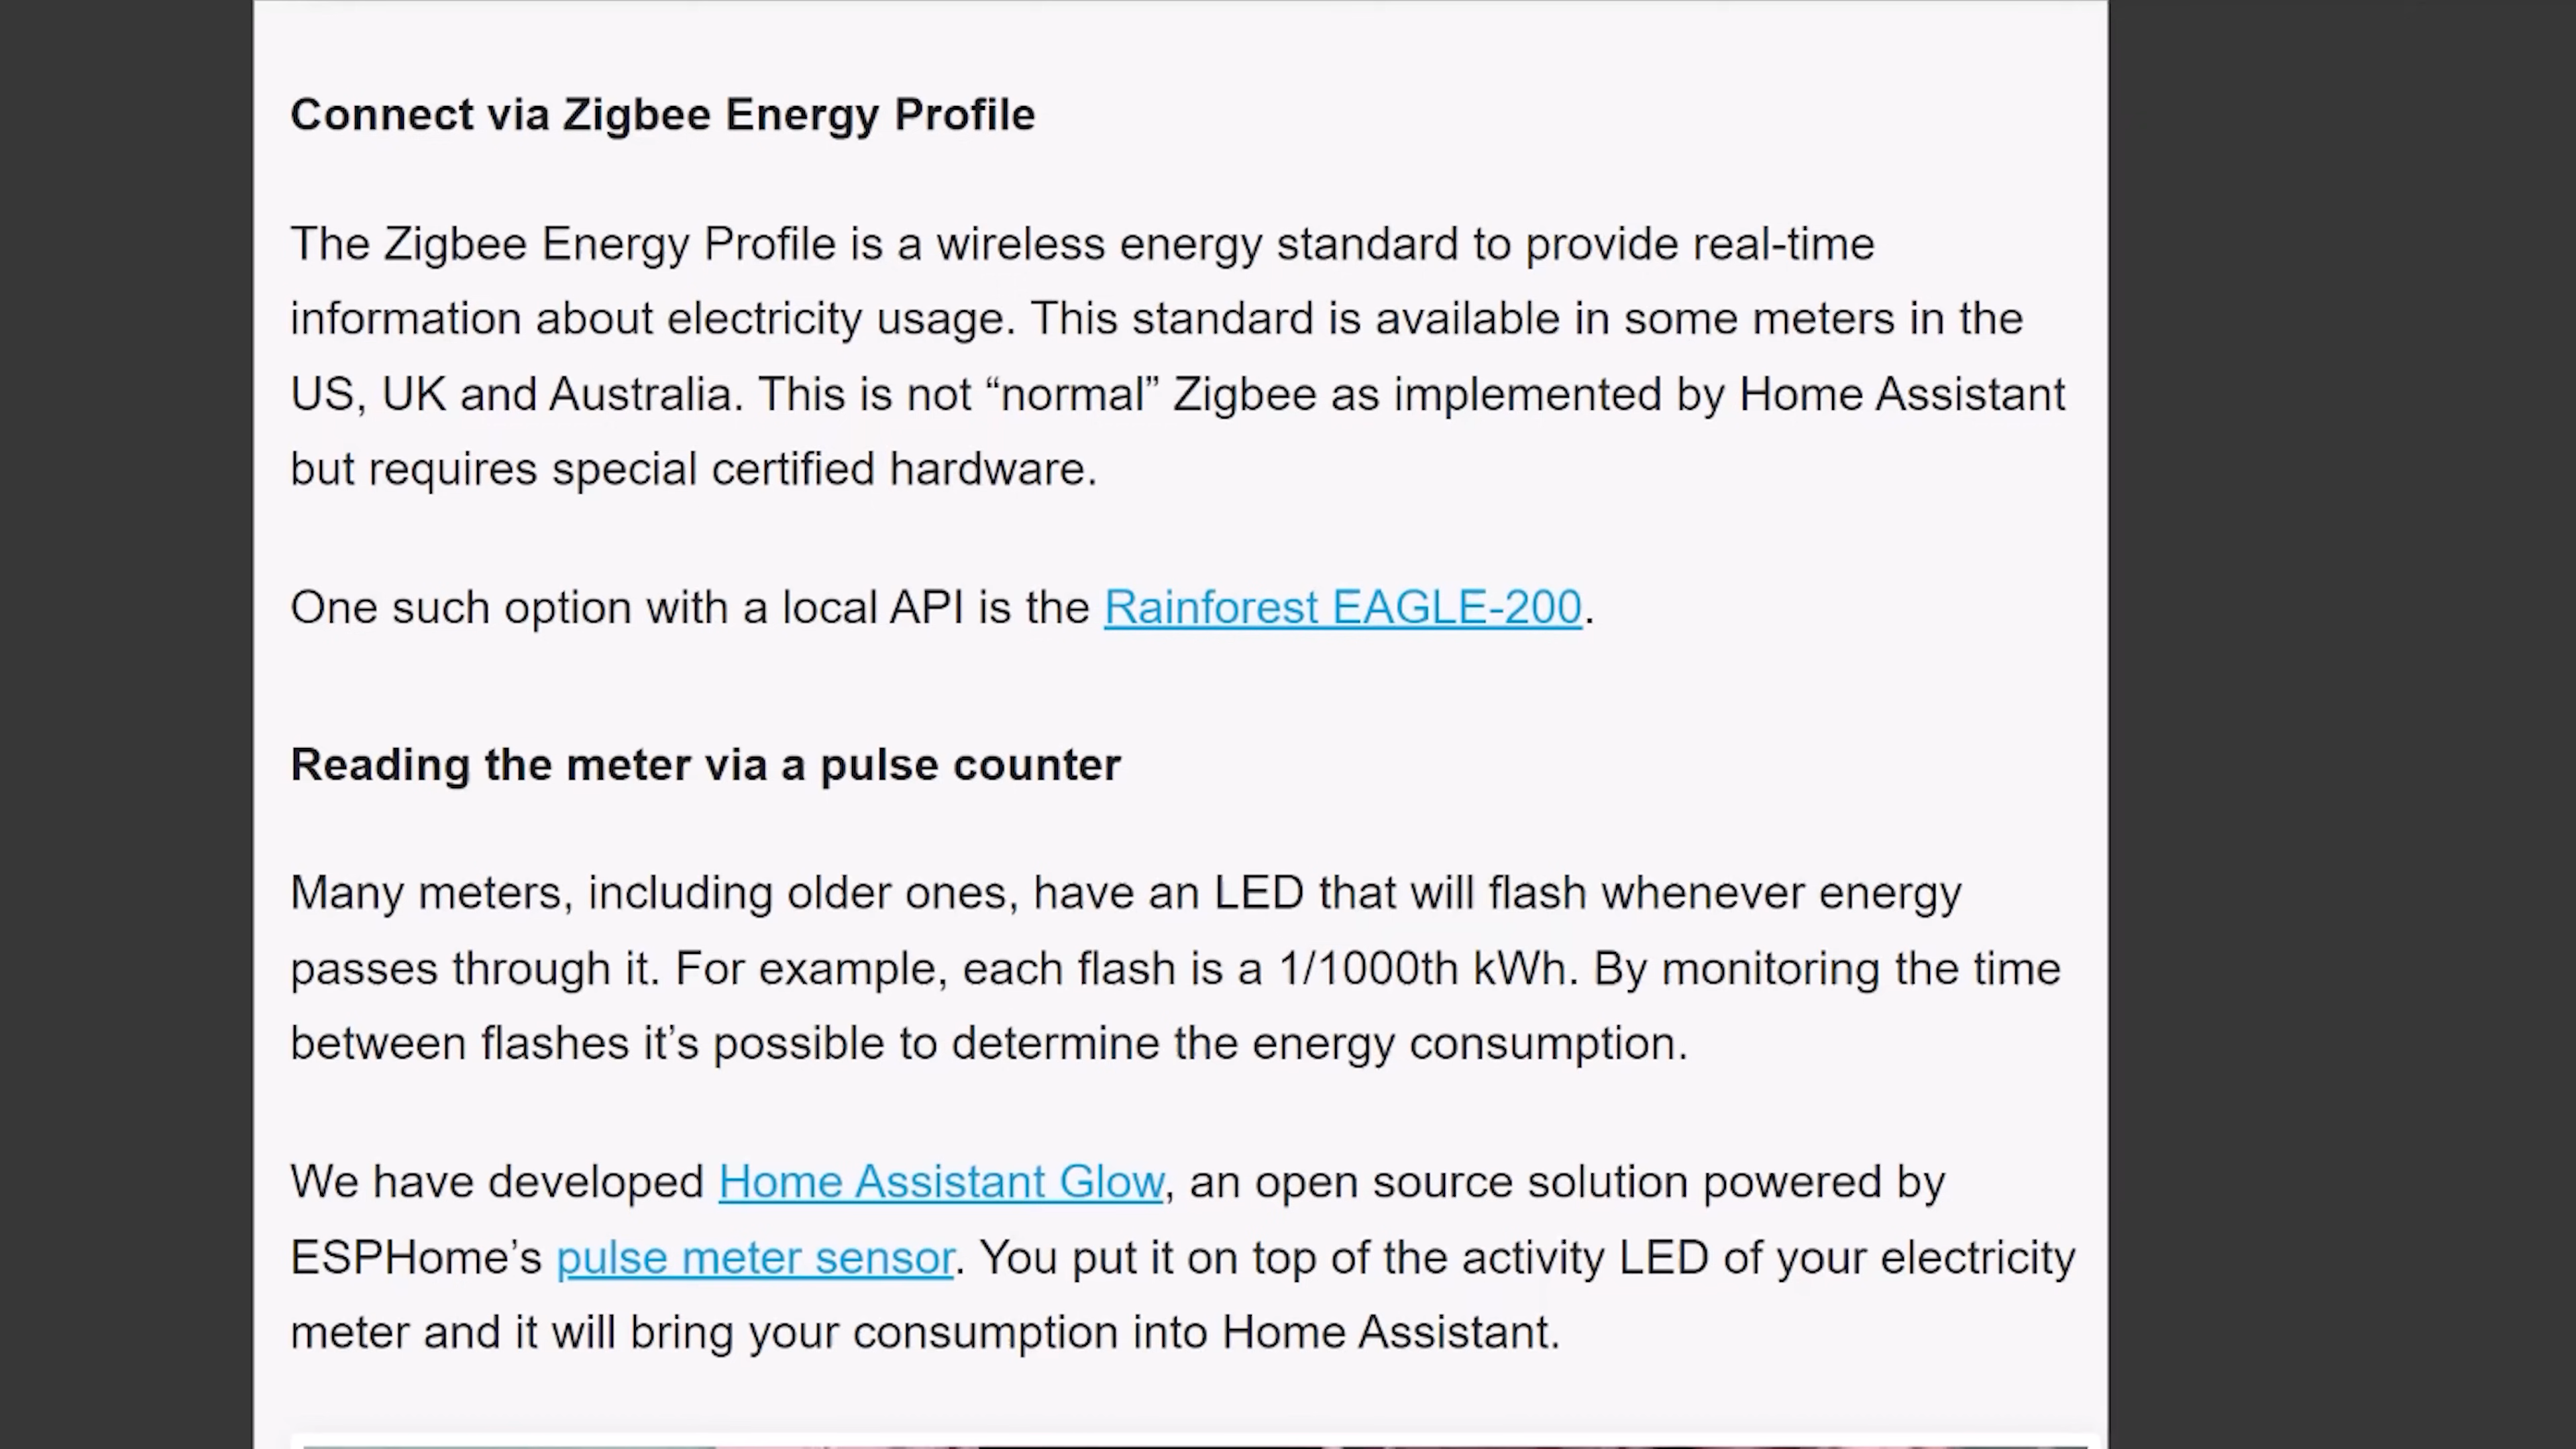 Connect via Zigbee Energy Profile
The Zigbee Energy Profile is a wireless energy standard to provide real-time
information about electricity usage. This standard is available in some meters in the
US, UK and Australia. This is not “normal” Zigbee as implemented by Home Assistant
but requires special certified hardware.
One such option with a local API is the Rainforest EAGLE-200.
Reading the meter via a pulse counter
Many meters, including older ones, have an LED that will flash whenever energy
passes through it. For example, each flash is a 1/1000th kWh. By monitoring the time
between flashes it’s possible to determine the energy consumption.
We have developed Home Assistant Glow, an open source solution powered by
ESPHome’s pulse meter sensor. You put it on top of the activity LED of your electricity
meter and it will bring your consumption into Home Assistant.